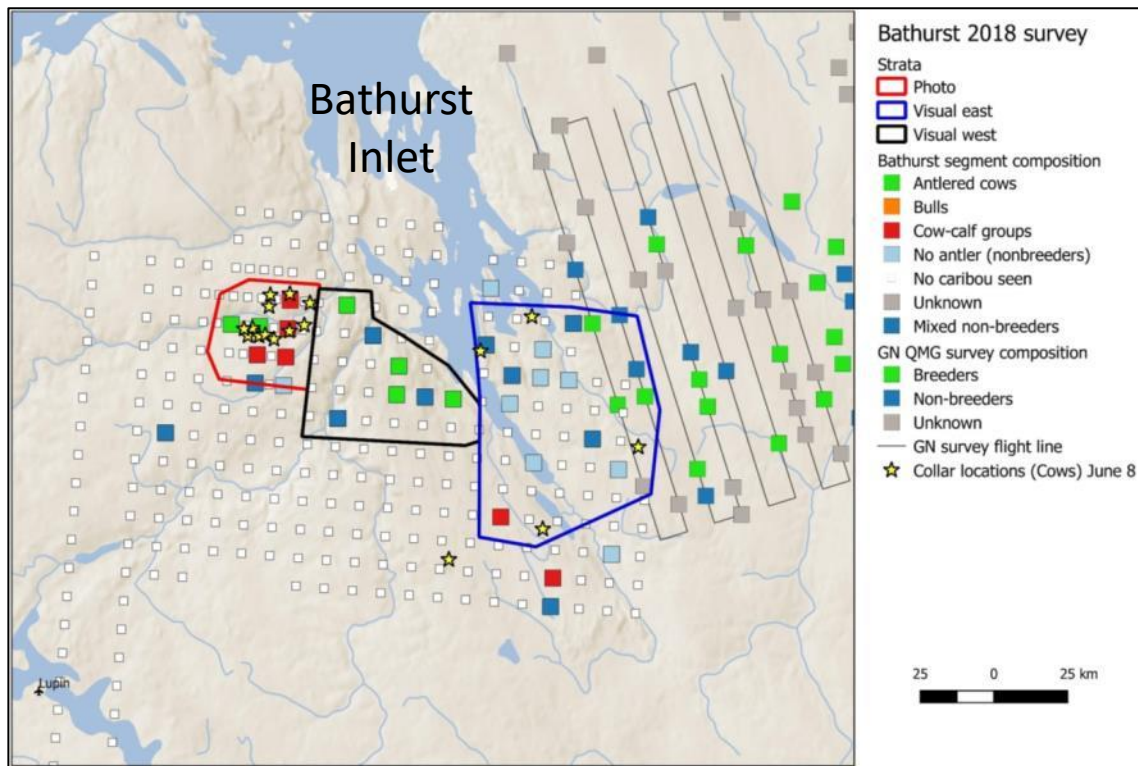 Bathurst
Inlet
Lupin
Bathurst 2018 survey
Strata
Photo
Visual east
Visual west
Bathurst segment composition
Antlered cows
Bulls
Cow-calf groups
No antler (nonbreeders)
No caribou seen
Unknown
Mixed non-breeders
GN QMG survey composition
Breeders
Non-breeders
Unknown
GN survey flight line
Collar locations (Cows) June 8
25 0 25 km